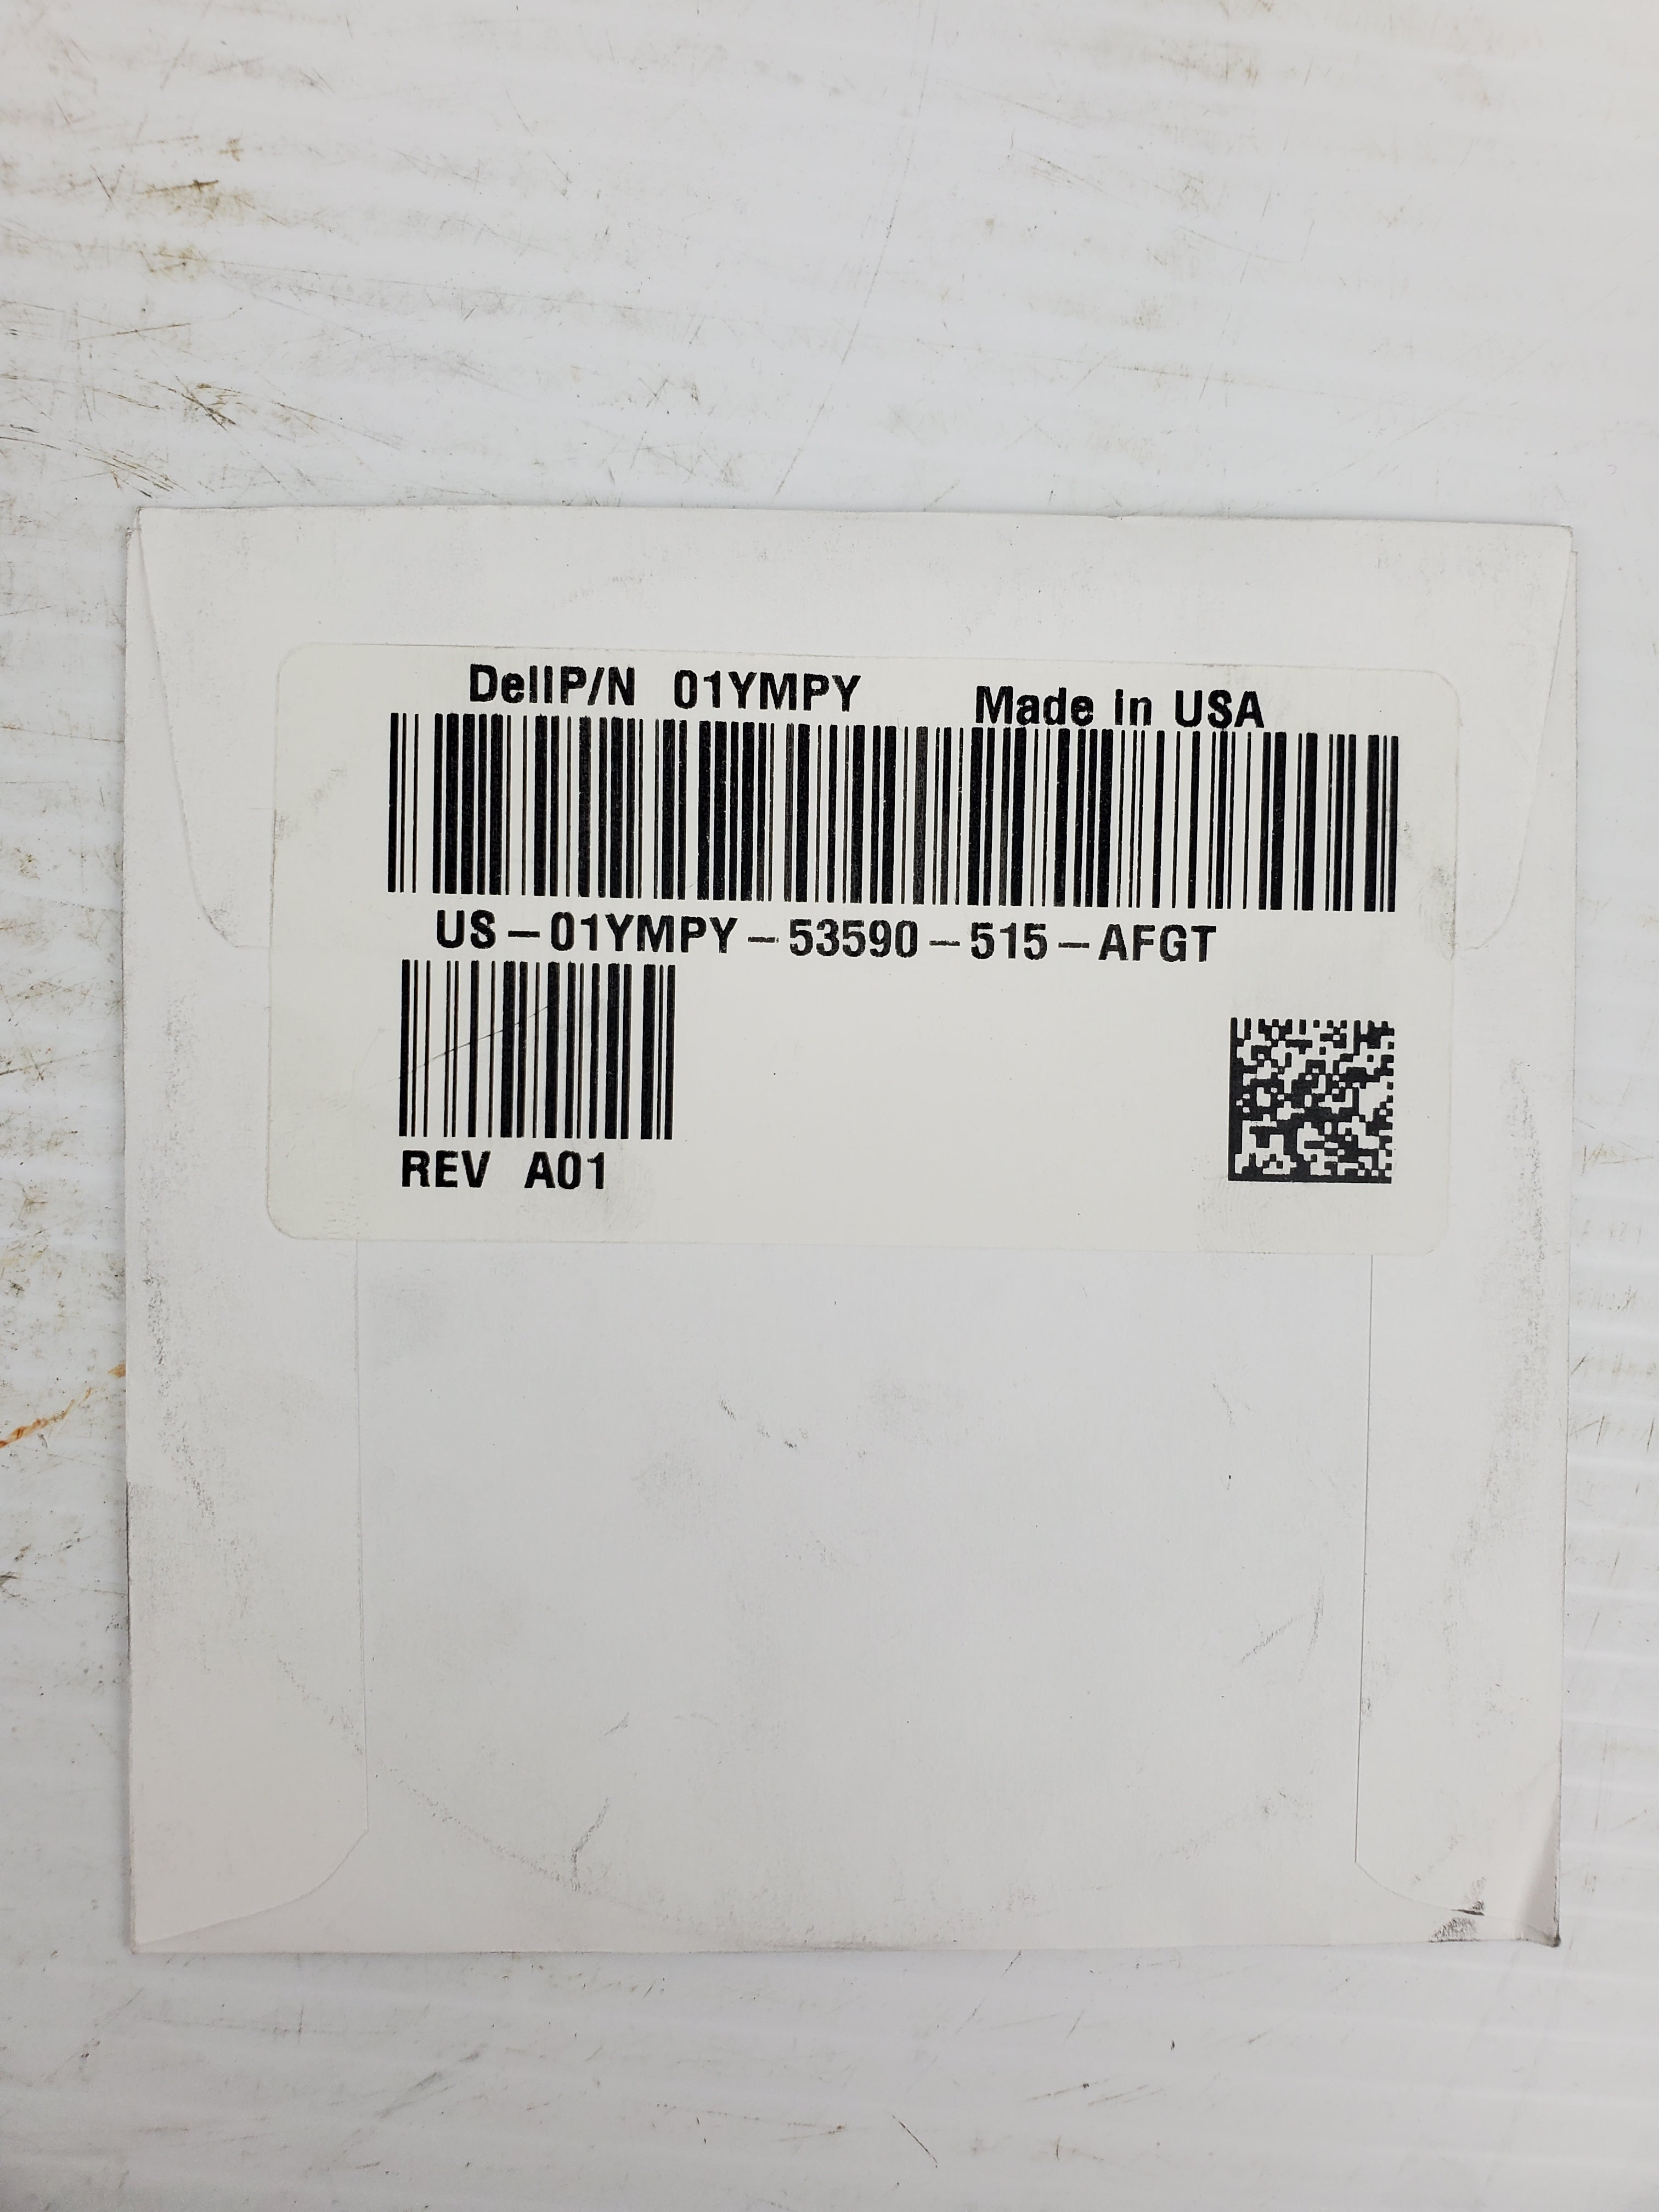 DellP/N 01YMPY Made in USA
US-01YMPY-53590-515-AFGT
REV A01